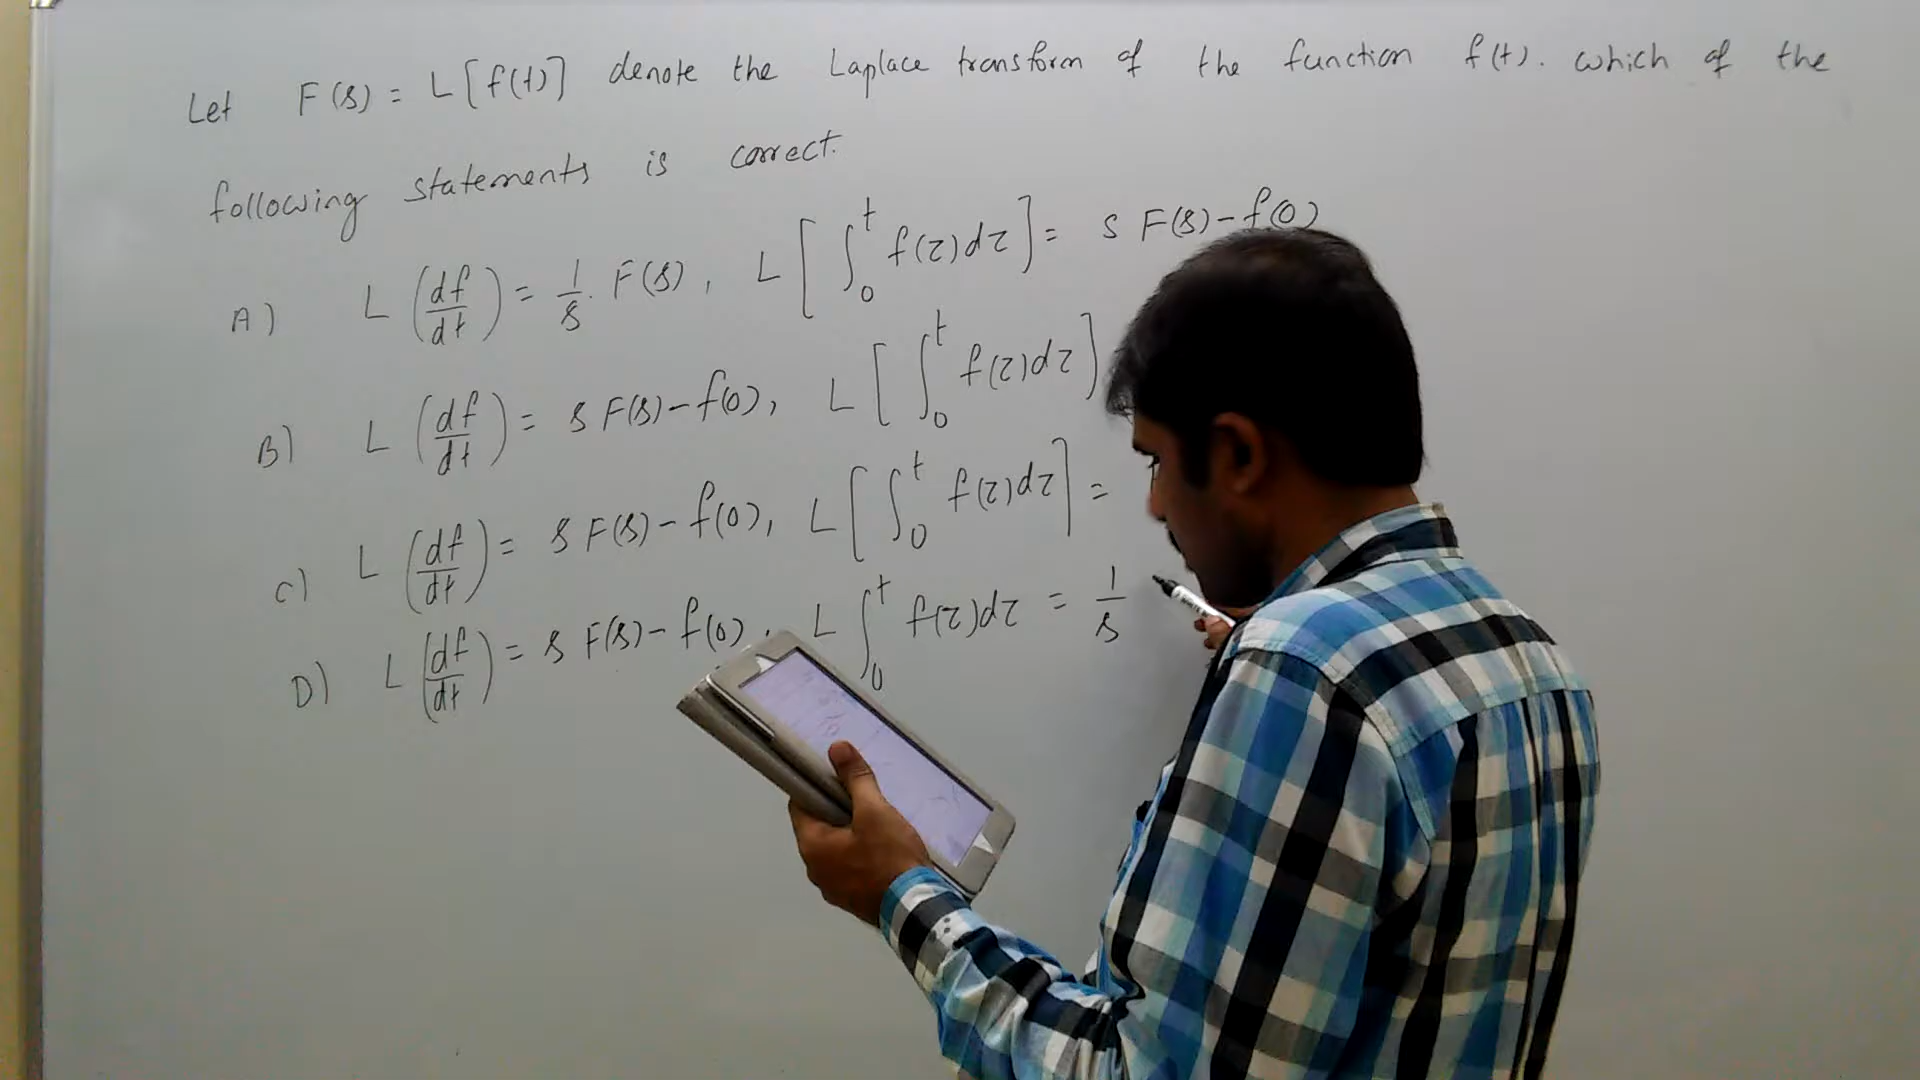 Let F(s) = L[f(t)] denote the Laplace transform of the function f(t). which of the
following statements is correct.
A) L(df/dt) = 1/s. F(s), L[∫₀ᵗ f(τ)dτ] = s F(s) - f(0)
B) L(df/dt) = s F(s) - f(0), L[∫₀ᵗ f(τ)dτ]
C) L(df/dt) = s F(s) - f(0), L[∫₀ᵗ f(τ)dτ] =
D) L(df/dt) = s F(s) - f(0), L ∫₀ᵗ f(τ)dτ = 1/s